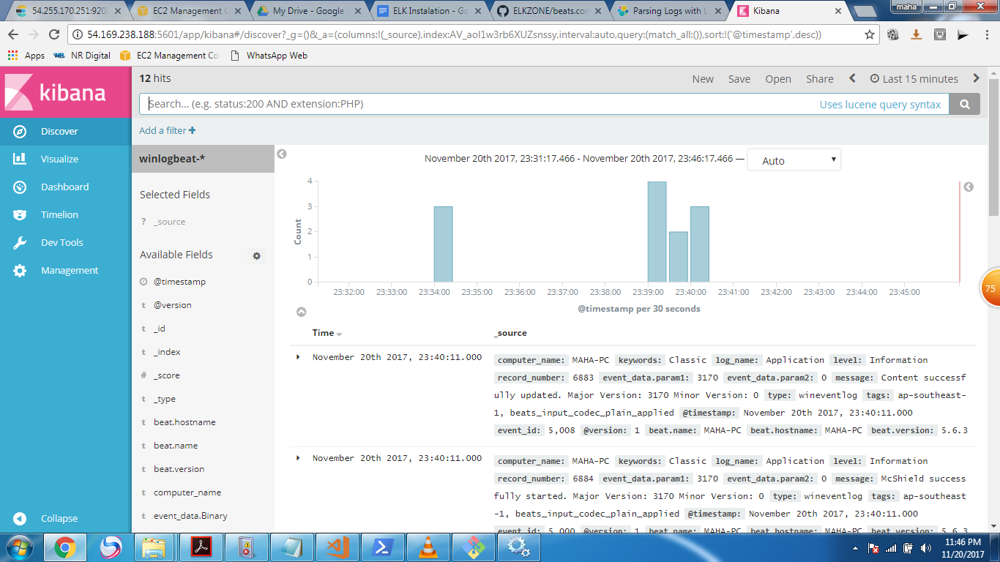 54.255.170.251:920
EC2 Management C
My Drive - Google
ELK Instalation - Go
ELKZONE/beats.con
Parsing Logs with L
Kibana
maha
54.169.238.188:5601/app/kibana#/discover?_g=()&_a=(columns:!(_source),index:AV_aoI1w3rb6XUZsnssy,interval:auto,query:(match_all:()),sort:!('@timestamp',desc))
Apps
NR Digital
EC2 Management Co
WhatsApp Web
kibana
12 hits
New Save Open Share Last 15 minutes
Search... (e.g. status:200 AND extension:PHP)
Uses lucene query syntax
Add a filter +
Discover
Visualize
Dashboard
Timelion
Dev Tools
Management
Collapse
winlogbeat-*
Selected Fields
? _source
Available Fields
@timestamp
t @version
t _id
t _index
# _score
t _type
t beat.hostname
t beat.name
t beat.version
t computer_name
t event_data.Binary
November 20th 2017, 23:31:17.466 - November 20th 2017, 23:46:17.466 —
Auto
Count
4
3
2
1
0
23:32:00 23:33:00 23:34:00 23:35:00 23:36:00 23:37:00 23:38:00 23:39:00 23:40:00 23:41:00 23:42:00 23:43:00 23:44:00 23:45:00
@timestamp per 30 seconds
75
Time
_source
November 20th 2017, 23:40:11.000
computer_name: MAHA-PC keywords: Classic log_name: Application level: Information
record_number: 6883 event_data.param1: 3170 event_data.param2: 0 message: Content successf
ully updated. Major Version: 3170 Minor Version: 0 type: wineventlog tags: ap-southeast-
1, beats_input_codec_plain_applied @timestamp: November 20th 2017, 23:40:11.000
event_id: 5,008 @version: 1 beat.name: MAHA-PC beat.hostname: MAHA-PC beat.version: 5.6.3
November 20th 2017, 23:40:11.000
computer_name: MAHA-PC keywords: Classic log_name: Application level: Information
record_number: 6884 event_data.param1: 3170 event_data.param2: 0 message: McShield success
fully started. Major Version: 3170 Minor Version: 0 type: wineventlog tags: ap-southeast
-1, beats_input_codec_plain_applied @timestamp: November 20th 2017, 23:40:11.000
event_id: 5,000 @version: 1 beat.name: MAHA-PC beat.hostname: MAHA-PC beat.version: 5.6.3
11:46 PM
11/20/2017